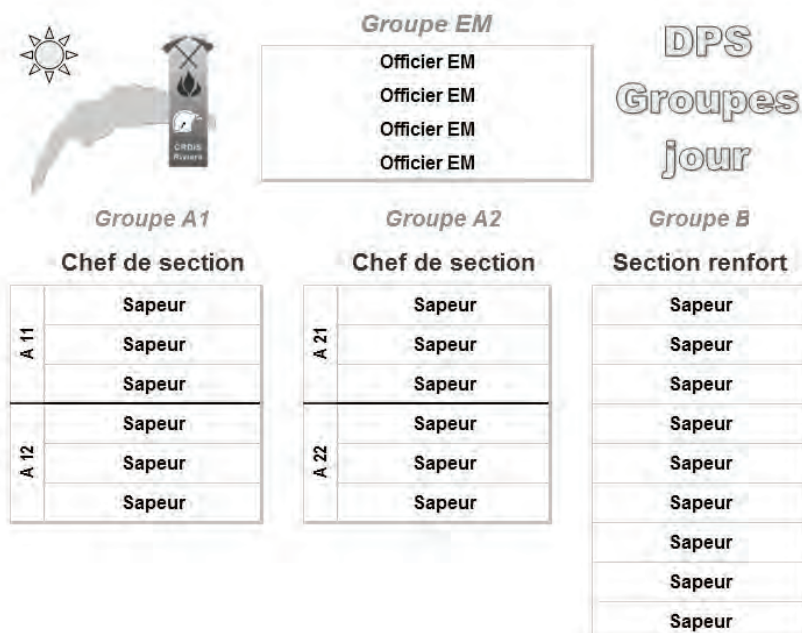 Groupe EM
Officier EM
Officier EM
Officier EM
Officier EM
DPS
Groupes
jour
CRDIS
Riviera
Groupe A1
Chef de section
A 11
Sapeur
Sapeur
Sapeur
A 12
Sapeur
Sapeur
Sapeur
Groupe A2
Chef de section
A 21
Sapeur
Sapeur
Sapeur
A 22
Sapeur
Sapeur
Sapeur
Groupe B
Section renfort
Sapeur
Sapeur
Sapeur
Sapeur
Sapeur
Sapeur
Sapeur
Sapeur
Sapeur